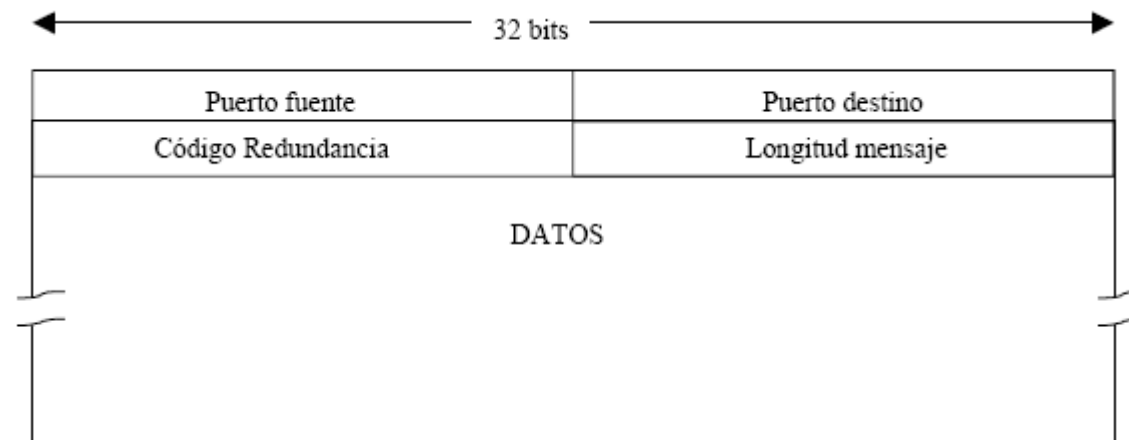 32 bits
Puerto fuente Puerto destino
Código Redundancia Longitud mensaje
DATOS